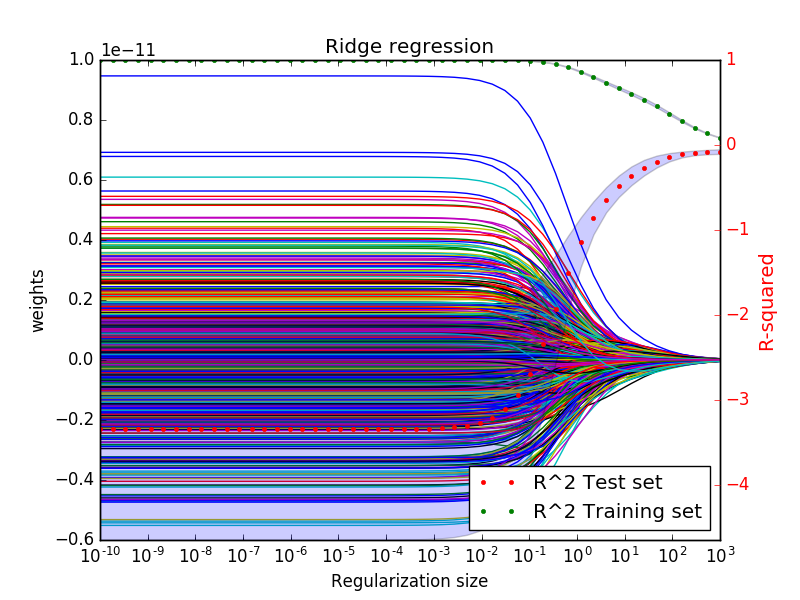 Ridge regression
1e−11
1.0
0.8
0.6
0.4
0.2
0.0
−0.2
−0.4
−0.6
weights
10^-10 10^-9 10^-8 10^-7 10^-6 10^-5 10^-4 10^-3 10^-2 10^-1 10^0 10^1 10^2 10^3
Regularization size
1
0
−1
−2
−3
−4
R-squared
R^2 Test set
R^2 Training set